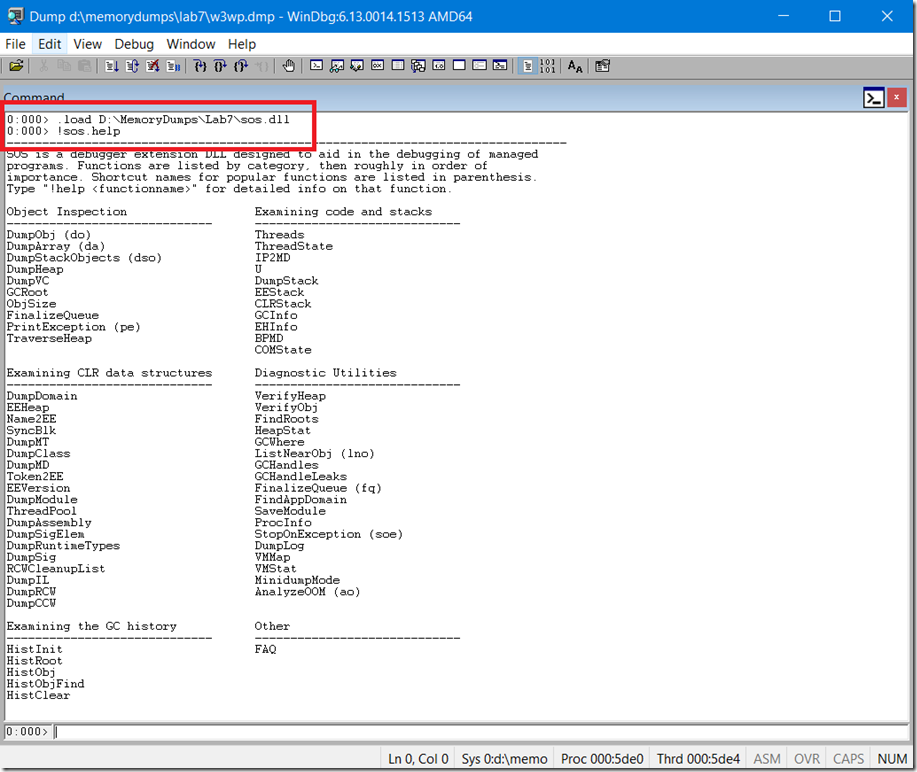 Dump d:\memorydumps\lab7\w3wp.dmp - WinDbg:6.13.0014.1513 AMD64
File Edit View Debug Window Help
Command
0:000> .load D:\MemoryDumps\Lab7\sos.dll
0:000> !sos.help
-------------------------------------------------------------------------------
SOS is a debugger extension DLL designed to aid in the debugging of managed
programs. Functions are listed by category, then roughly in order of
importance. Shortcut names for popular functions are listed in parenthesis.
Type "!help <functionname>" for detailed info on that function.
Object Inspection Examining code and stacks
----------------------------- -----------------------------
DumpObj (do) Threads
DumpArray (da) ThreadState
DumpStackObjects (dso) IP2MD
DumpHeap U
DumpVC DumpStack
GCRoot EEStack
ObjSize CLRStack
FinalizeQueue GCInfo
PrintException (pe) EHInfo
TraverseHeap BPMD
COMState
Examining CLR data structures Diagnostic Utilities
----------------------------- -----------------------------
DumpDomain VerifyHeap
EEHeap VerifyObj
Name2EE FindRoots
SyncBlk HeapStat
DumpMT GCWhere
DumpClass ListNearObj (lno)
DumpMD GCHandles
Token2EE GCHandleLeaks
EEVersion FinalizeQueue (fq)
DumpModule FindAppDomain
ThreadPool SaveModule
DumpAssembly ProcInfo
DumpSigElem StopOnException (soe)
DumpRuntimeTypes DumpLog
DumpSig VMMap
RCWCleanupList VMStat
DumpIL MinidumpMode
DumpRCW AnalyzeOOM (ao)
DumpCCW
Examining the GC history Other
----------------------------- -----------------------------
HistInit FAQ
HistRoot
HistObj
HistObjFind
HistClear
0:000>
Ln 0, Col 0 Sys 0:d:\memo Proc 000:5de0 Thrd 000:5de4 ASM OVR CAPS NUM